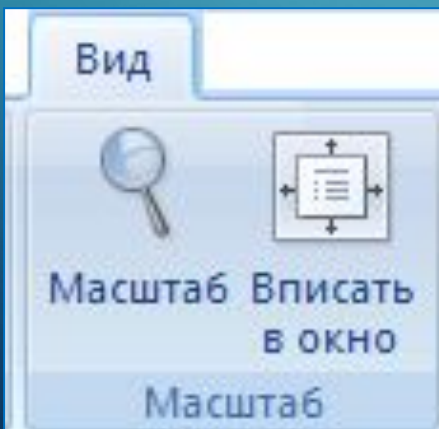 Вид
Масштаб
Вписать
в окно
Масштаб